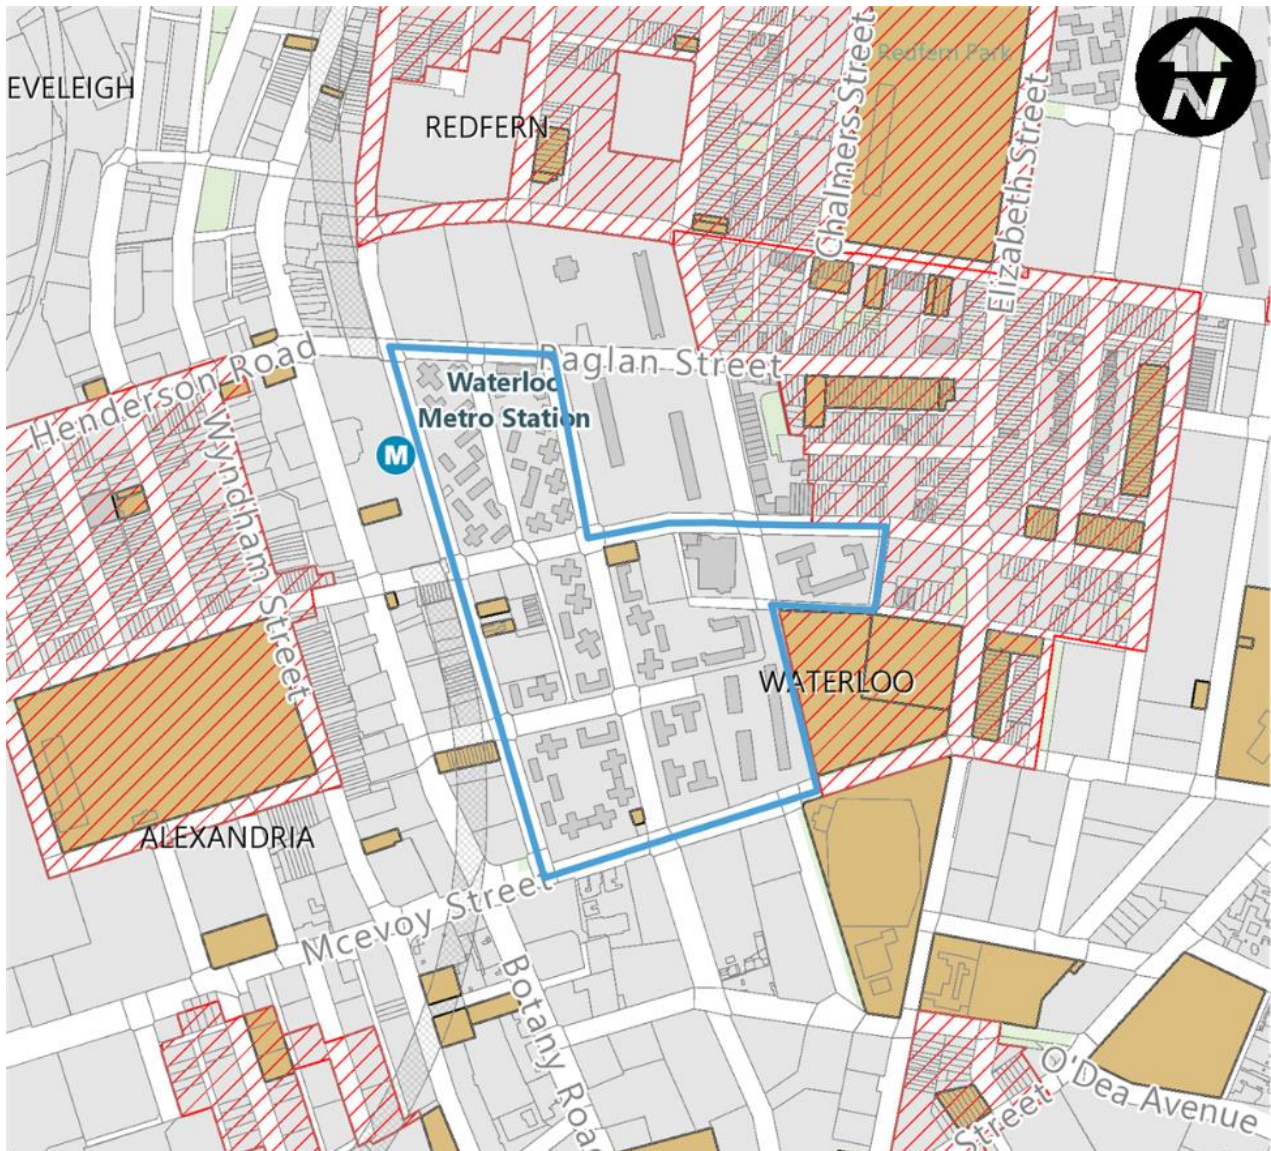 Redfern Park
Chalmers Street
EVELEIGH
N
REDFERN
Elizabeth Street
Henderson Road
Raglan Street
Waterloo
Metro Station
M
Wyndham Street
WATERLOO
ALEXANDRIA
Mcevoy Street
Botany Road
O'Dea Avenue
Street